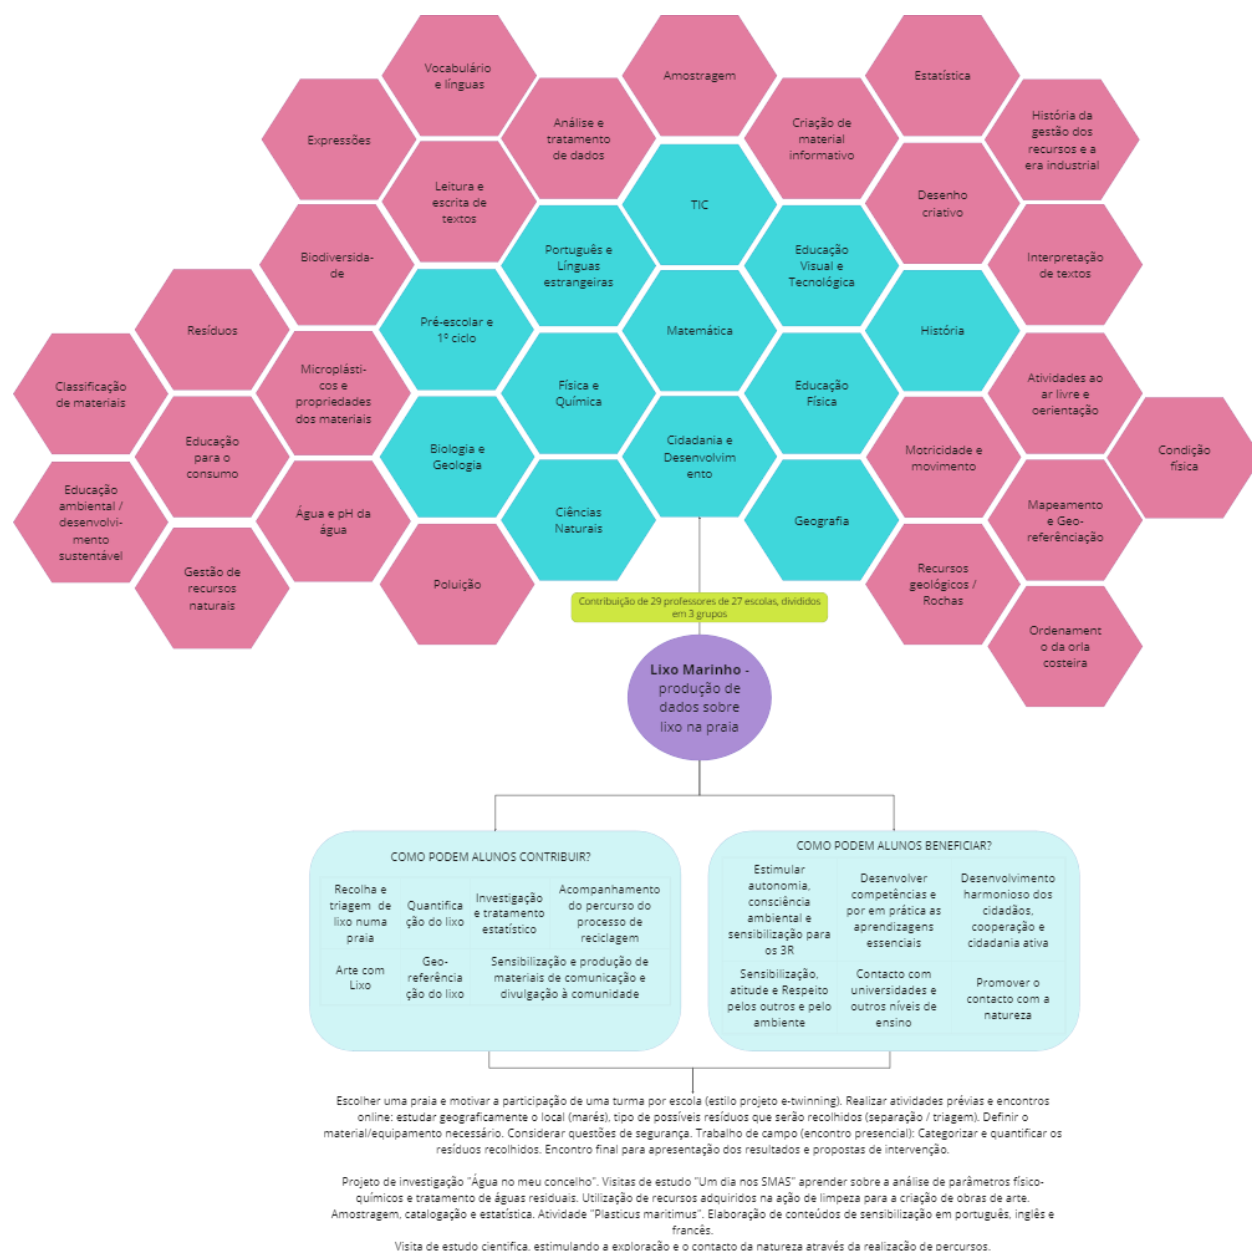 Vocabulário
e línguas
Amostragem
Estatística
Expressões
Análise e
tratamento
de dados
Criação de
material
informativo
História da
gestão dos
recursos e a
era industrial
Leitura e
escrita de
textos
TIC
Desenho
criativo
Biodiversida-
de
Português e
Línguas
estrangeiras
Educação
Visual e
Tecnológica
Interpretação
de textos
Resíduos
Pré-escolar e
1º ciclo
Matemática
História
Classificação
de materiais
Microplásti-
cos e
propriedades
dos materiais
Física e
Química
Educação
Física
Atividades ao
ar livre e
oerientação
Educação
para o
consumo
Biologia e
Geologia
Cidadania e
Desenvolvim
ento
Motricidade e
movimento
Condição
física
Educação
ambiental /
desenvolvi-
mento
sustentável
Água e pH da
água
Ciências
Naturais
Geografia
Mapeamento
e Geo-
referênciação
Gestão de
recursos
naturais
Poluição
Recursos
geológicos /
Rochas
Ordenament
o da orla
costeira
Contribuição de 29 professores de 27 escolas, divididos
em 3 grupos
Lixo Marinho -
produção de
dados sobre
lixo na praia
COMO PODEM ALUNOS CONTRIBUIR?
Recolha e
triagem de
lixo numa
praia
Quantific
ação do lixo
Investigação
e tratamento
estatístico
Acompanhamento
do percurso do
processo de
reciclagem
Arte com
Lixo
Geo-
referência
ção do lixo
Sensibilização e produção de
materiais de comunicação e
divulgação à comunidade
COMO PODEM ALUNOS BENEFICIAR?
Estimular
autonomia,
consciência
ambiental e
sensibilização para
os 3R
Desenvolver
competências e
por em prática as
aprendizagens
essenciais
Desenvolvimento
harmonioso dos
cidadãos,
cooperação e
cidadania ativa
Sensibilização,
atitude e Respeito
pelos outros e pelo
ambiente
Contacto com
universidades e
outros níveis de
ensino
Promover o
contacto com a
natureza
Escolher uma praia e motivar a participação de uma turma por escola (estilo projeto e-twinning). Realizar atividades prévias e encontros
online: estudar geograficamente o local (marés), tipo de possíveis resíduos que serão recolhidos (separação / triagem). Definir o
material/equipamento necessário. Considerar questões de segurança. Trabalho de campo (encontro presencial): Categorizar e quantificar os
resíduos recolhidos. Encontro final para apresentação dos resultados e propostas de intervenção.
Projeto de investigação "Água no meu concelho". Visitas de estudo "Um dia nos SMAS" aprender sobre a análise de parâmetros físico-
químicos e tratamento de águas residuais. Utilização de recursos adquiridos na ação de limpeza para a criação de obras de arte.
Amostragem, catalogação e estatística. Atividade "Plasticus maritimus". Elaboração de conteúdos de sensibilização em português, inglês e
francês.
Visita de estudo cientifica, estimulando a exploração e o contacto da natureza através da realização de percursos.